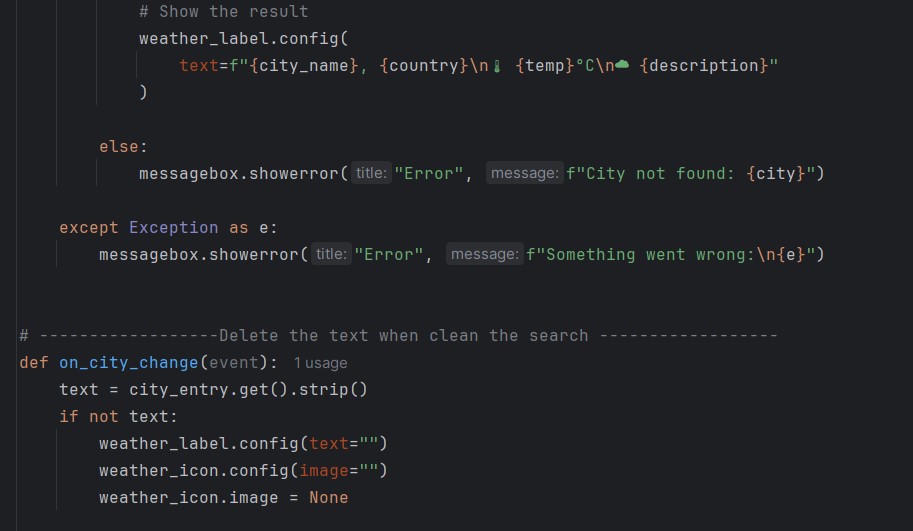 # Show the result
weather_label.config(
text=f"{city_name}, {country}\n🌡 {temp}°C\n☁ {description}"
)
else:
messagebox.showerror( title: "Error", message: f"City not found: {city}")
except Exception as e:
messagebox.showerror( title: "Error", message: f"Something went wrong:\n{e}")
# ------------------Delete the text when clean the search ------------------
def on_city_change(event): 1 usage
text = city_entry.get().strip()
if not text:
weather_label.config(text="")
weather_icon.config(image="")
weather_icon.image = None